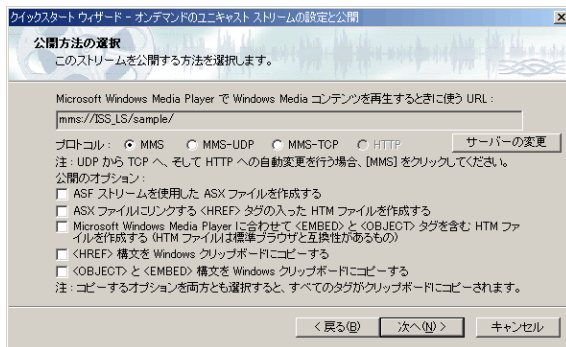 クイックスタート ウィザード - オンデマンドのユニキャスト ストリームの設定と公開
公開方法の選択
このストリームを公開する方法を選択します。
Microsoft Windows Media Player で Windows Media コンテンツを再生するときに使う URL :
mms://ISS_LS/sample/
プロトコル : MMS MMS-UDP MMS-TCP HTTP サーバーの変更
注 : UDP から TCP へ、そして HTTP への自動変更を行う場合、[MMS] をクリックしてください。
公開のオプション :
ASF ストリームを使用した ASX ファイルを作成する
ASX ファイルにリンクする <HREF> タグの入った HTM ファイルを作成する
Microsoft Windows Media Player に合わせて <EMBED> と <OBJECT> タグを含む HTM ファ
イルを作成する (HTM ファイルは標準ブラウザと互換性があるもの)
<HREF> 構文を Windows クリップボードにコピーする
<OBJECT> と <EMBED> 構文を Windows クリップボードにコピーする
注 : コピーするオプションを両方とも選択すると、すべてのタグがクリップボードにコピーされます。
< 戻る(B) 次へ(N) > キャンセル